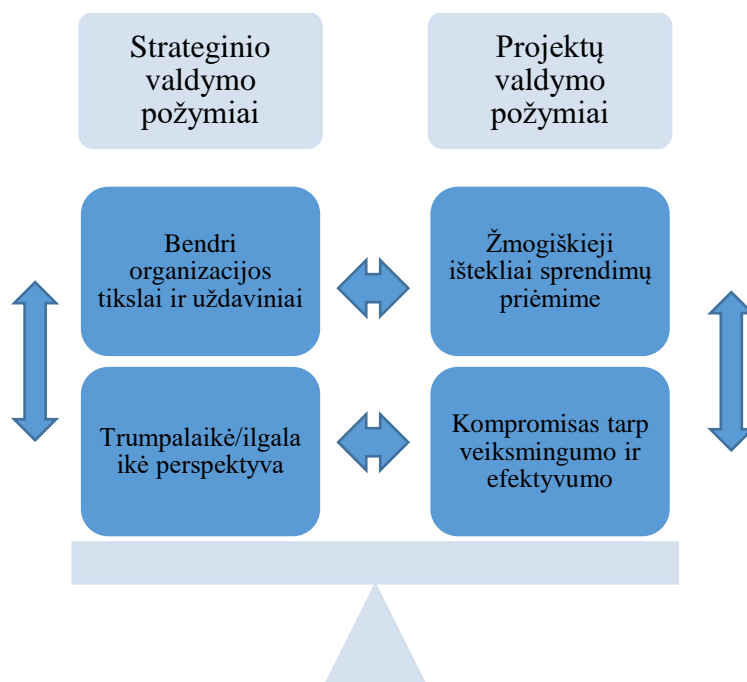 Strateginio
valdymo
požymiai
Projektų
valdymo
požymiai
Bendri
organizacijos
tikslai ir uždaviniai
Žmogiškieji
ištekliai sprendimų
priėmime
Trumpalaikė/ilgala
ikė perspektyva
Kompromisas tarp
veiksmingumo ir
efektyvumo